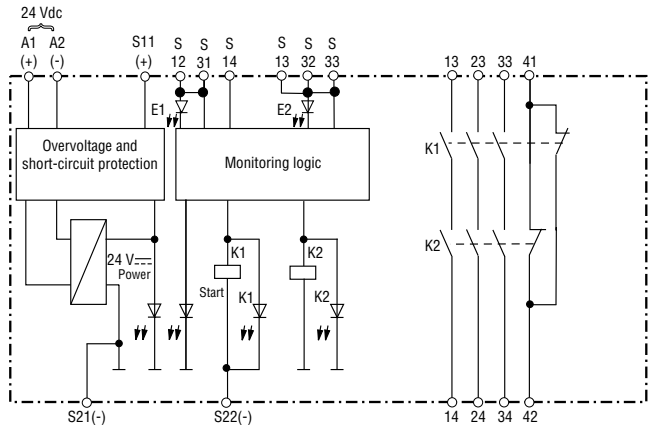 24 Vdc
A1 A2 S11 S S S S S S
(+) (-) (+) 12 31 14 13 32 33 13 23 33 41
E1 E2
Overvoltage and
short-circuit protection
Monitoring logic
K1
K2
24 V
Power
K1 K2
Start K1 K2
S21(-) S22(-) 14 24 34 42